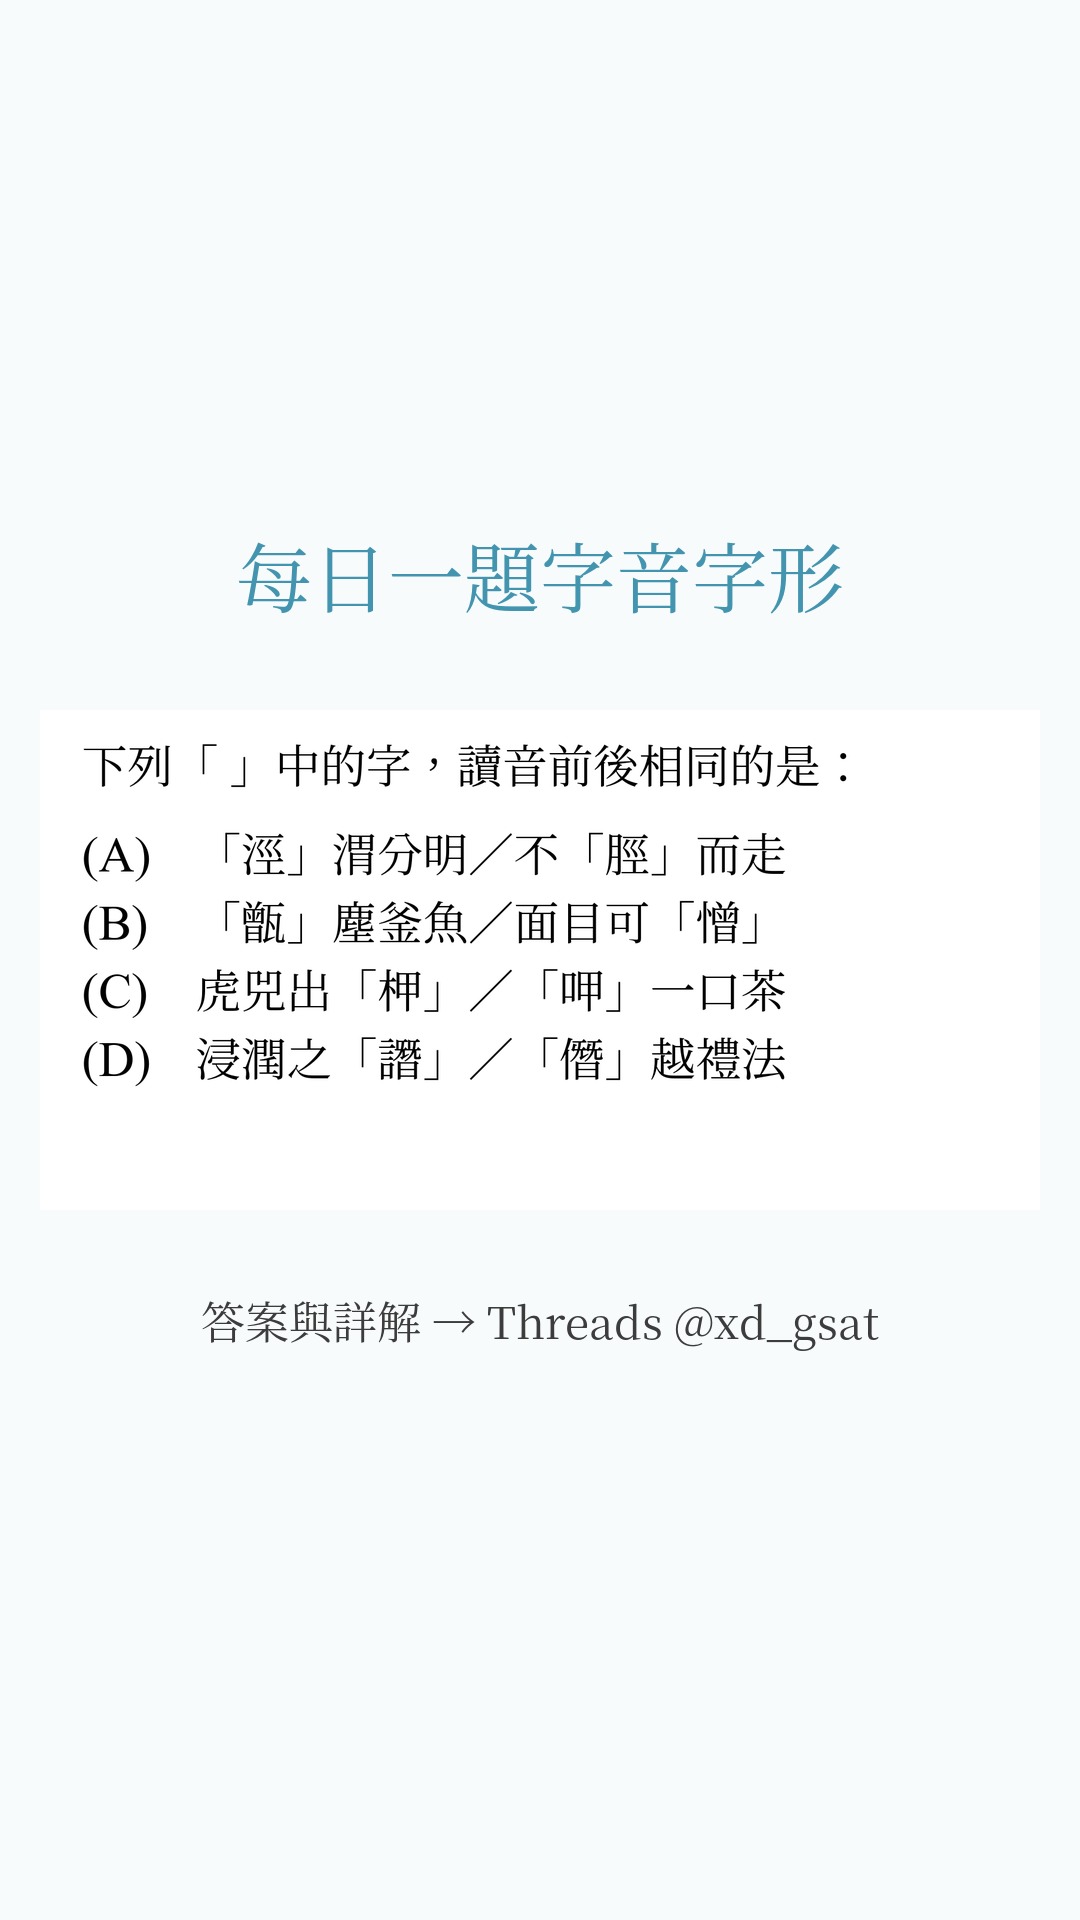 每日一題字音字形
下列「 」中的字，讀音前後相同的是：
(A) 「涇」渭分明／不「脛」而走
(B) 「甑」塵釜魚／面目可「憎」
(C) 虎兕出「柙」／「呷」一口茶
(D) 浸潤之「譖」／「僭」越禮法
答案與詳解 → Threads @xd_gsat